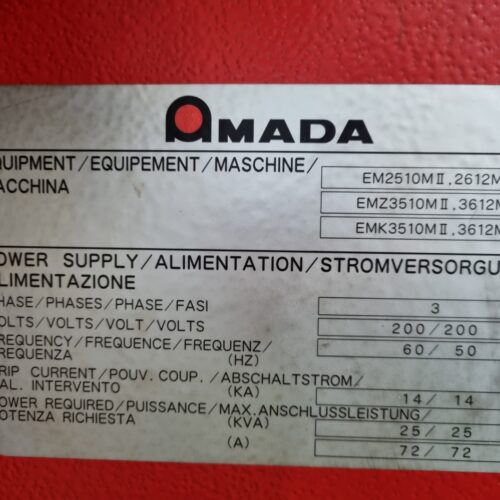 AMADA
QUIPMENT/EQUIPEMENT/MASCHINE/
ACCHINA
EM2510MⅡ,2612M
EMZ3510MⅡ,3612M
EMK3510MⅡ,3612M
OWER SUPPLY/ALIMENTATION/STROMVERSORGU
LIMENTAZIONE
HASE/PHASES/PHASE/FASI 3
OLTS/VOLTS/VOLT/VOLTS 200/200
REQUENCY/FREQUENCE/FREQUENZ/
REQUENZA (HZ) 60/ 50
RIP CURRENT/POUV. COUP./ABSCHALTSTROM/
AL. INTERVENTO (KA) 14/ 14
OWER REQUIRED/PUISSANCE/MAX.ANSCHLUSSLEISTUNG/
OTENZA RICHIESTA (KVA) 25/ 25
(A) 72/ 72